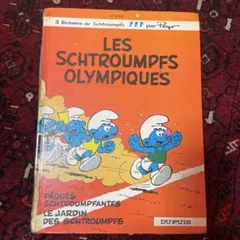 3 histoires de Schtroumpfs par Peyo
LES
SCHTROUMPFS
OLYMPIQUES
PÂQUES
SCHTROUMPFANTES
LE JARDIN
DES SCHTROUMPFS
DUPUIS